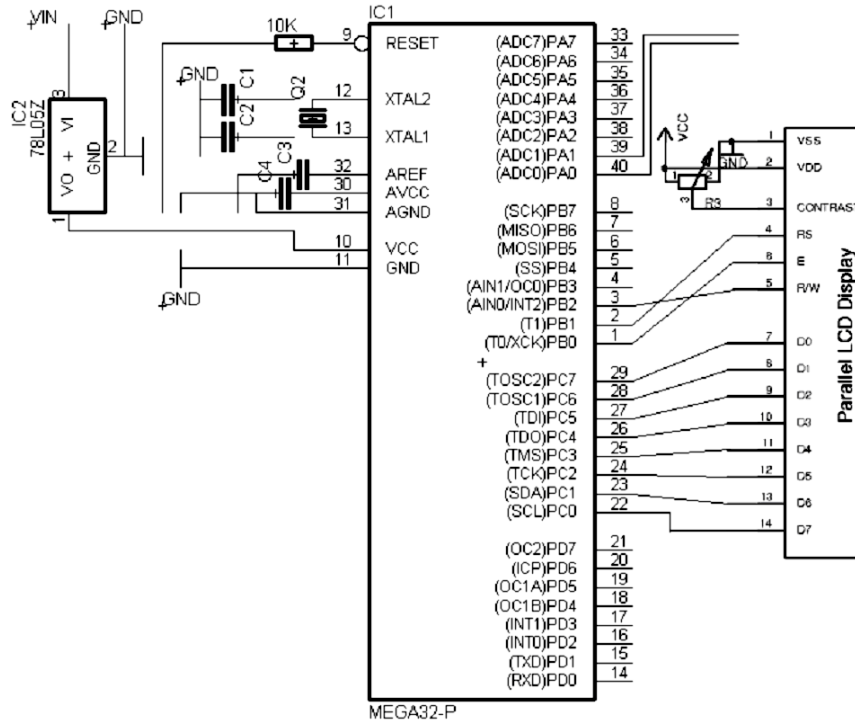 VIN
GND
IC2
78L05Z
3
VI
+
VO
GND
2
1
10K
GND
C1
C2
Q2
C3
C4
GND
IC1
9 RESET
12 XTAL2
13 XTAL1
32 AREF
30 AVCC
31 AGND
10 VCC
11 GND
(ADC7)PA7 33
(ADC6)PA6 34
(ADC5)PA5 35
(ADC4)PA4 36
(ADC3)PA3 37
(ADC2)PA2 38
(ADC1)PA1 39
(ADC0)PA0 40
(SCK)PB7 8
(MISO)PB6 7
(MOSI)PB5 6
(SS)PB4 5
(AIN1/OC0)PB3 4
(AIN0/INT2)PB2 3
(T1)PB1 2
(T0/XCK)PB0 1
+
(TOSC2)PC7 29
(TOSC1)PC6 28
(TDI)PC5 27
(TDO)PC4 26
(TMS)PC3 25
(TCK)PC2 24
(SDA)PC1 23
(SCL)PC0 22
(OC2)PD7 21
(ICP)PD6 20
(OC1A)PD5 19
(OC1B)PD4 18
(INT1)PD3 17
(INT0)PD2 16
(TXD)PD1 15
(RXD)PD0 14
MEGA32-P
VCC
GND
1 2
3 R3
1 VSS
2 VDD
3 CONTRAST
4 RS
6 E
5 R/W
7 D0
8 D1
9 D2
10 D3
11 D4
12 D5
13 D6
14 D7
Parallel LCD Display